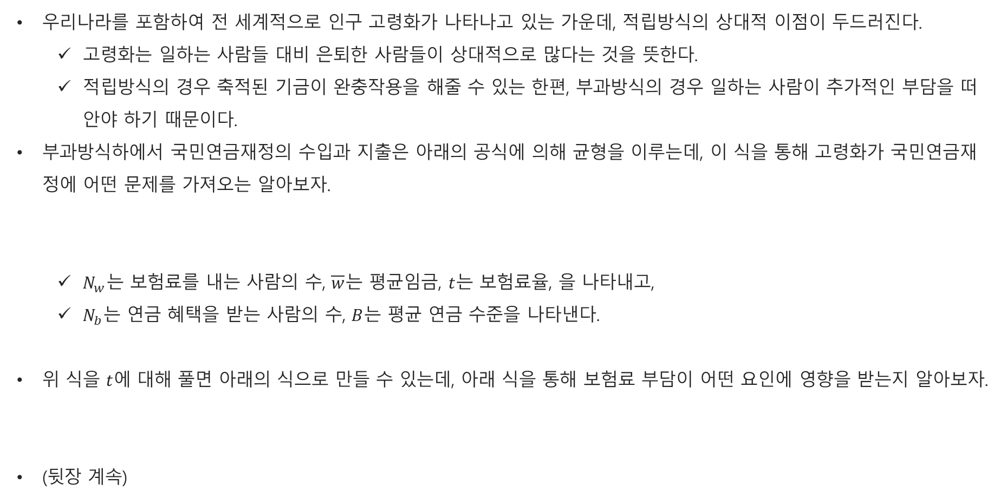 • 우리나라를 포함하여 전 세계적으로 인구 고령화가 나타나고 있는 가운데, 적립방식의 상대적 이점이 두드러진다.
✓ 고령화는 일하는 사람들 대비 은퇴한 사람들이 상대적으로 많다는 것을 뜻한다.
✓ 적립방식의 경우 축적된 기금이 완충작용을 해줄 수 있는 한편, 부과방식의 경우 일하는 사람이 추가적인 부담을 떠
안야 하기 때문이다.
• 부과방식하에서 국민연금재정의 수입과 지출은 아래의 공식에 의해 균형을 이루는데, 이 식을 통해 고령화가 국민연금재
정에 어떤 문제를 가져오는 알아보자.
✓ N_w는 보험료를 내는 사람의 수, w̅는 평균임금, t는 보험료율, 을 나타내고,
✓ N_b는 연금 혜택을 받는 사람의 수, B는 평균 연금 수준을 나타낸다.
• 위 식을 t에 대해 풀면 아래의 식으로 만들 수 있는데, 아래 식을 통해 보험료 부담이 어떤 요인에 영향을 받는지 알아보자.
• (뒷장 계속)